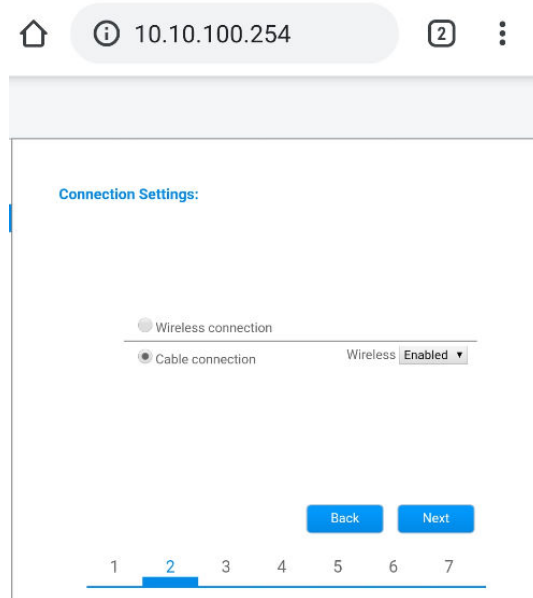 10.10.100.254 2
Connection Settings:
Wireless connection
Cable connection Wireless Enabled
Back Next
1 2 3 4 5 6 7